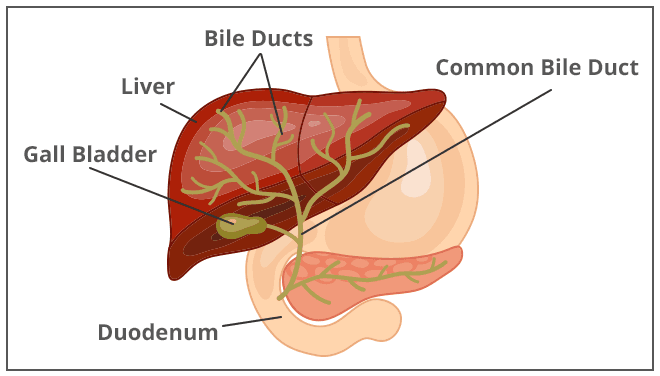 Bile Ducts
Common Bile Duct
Liver
Gall Bladder
Duodenum